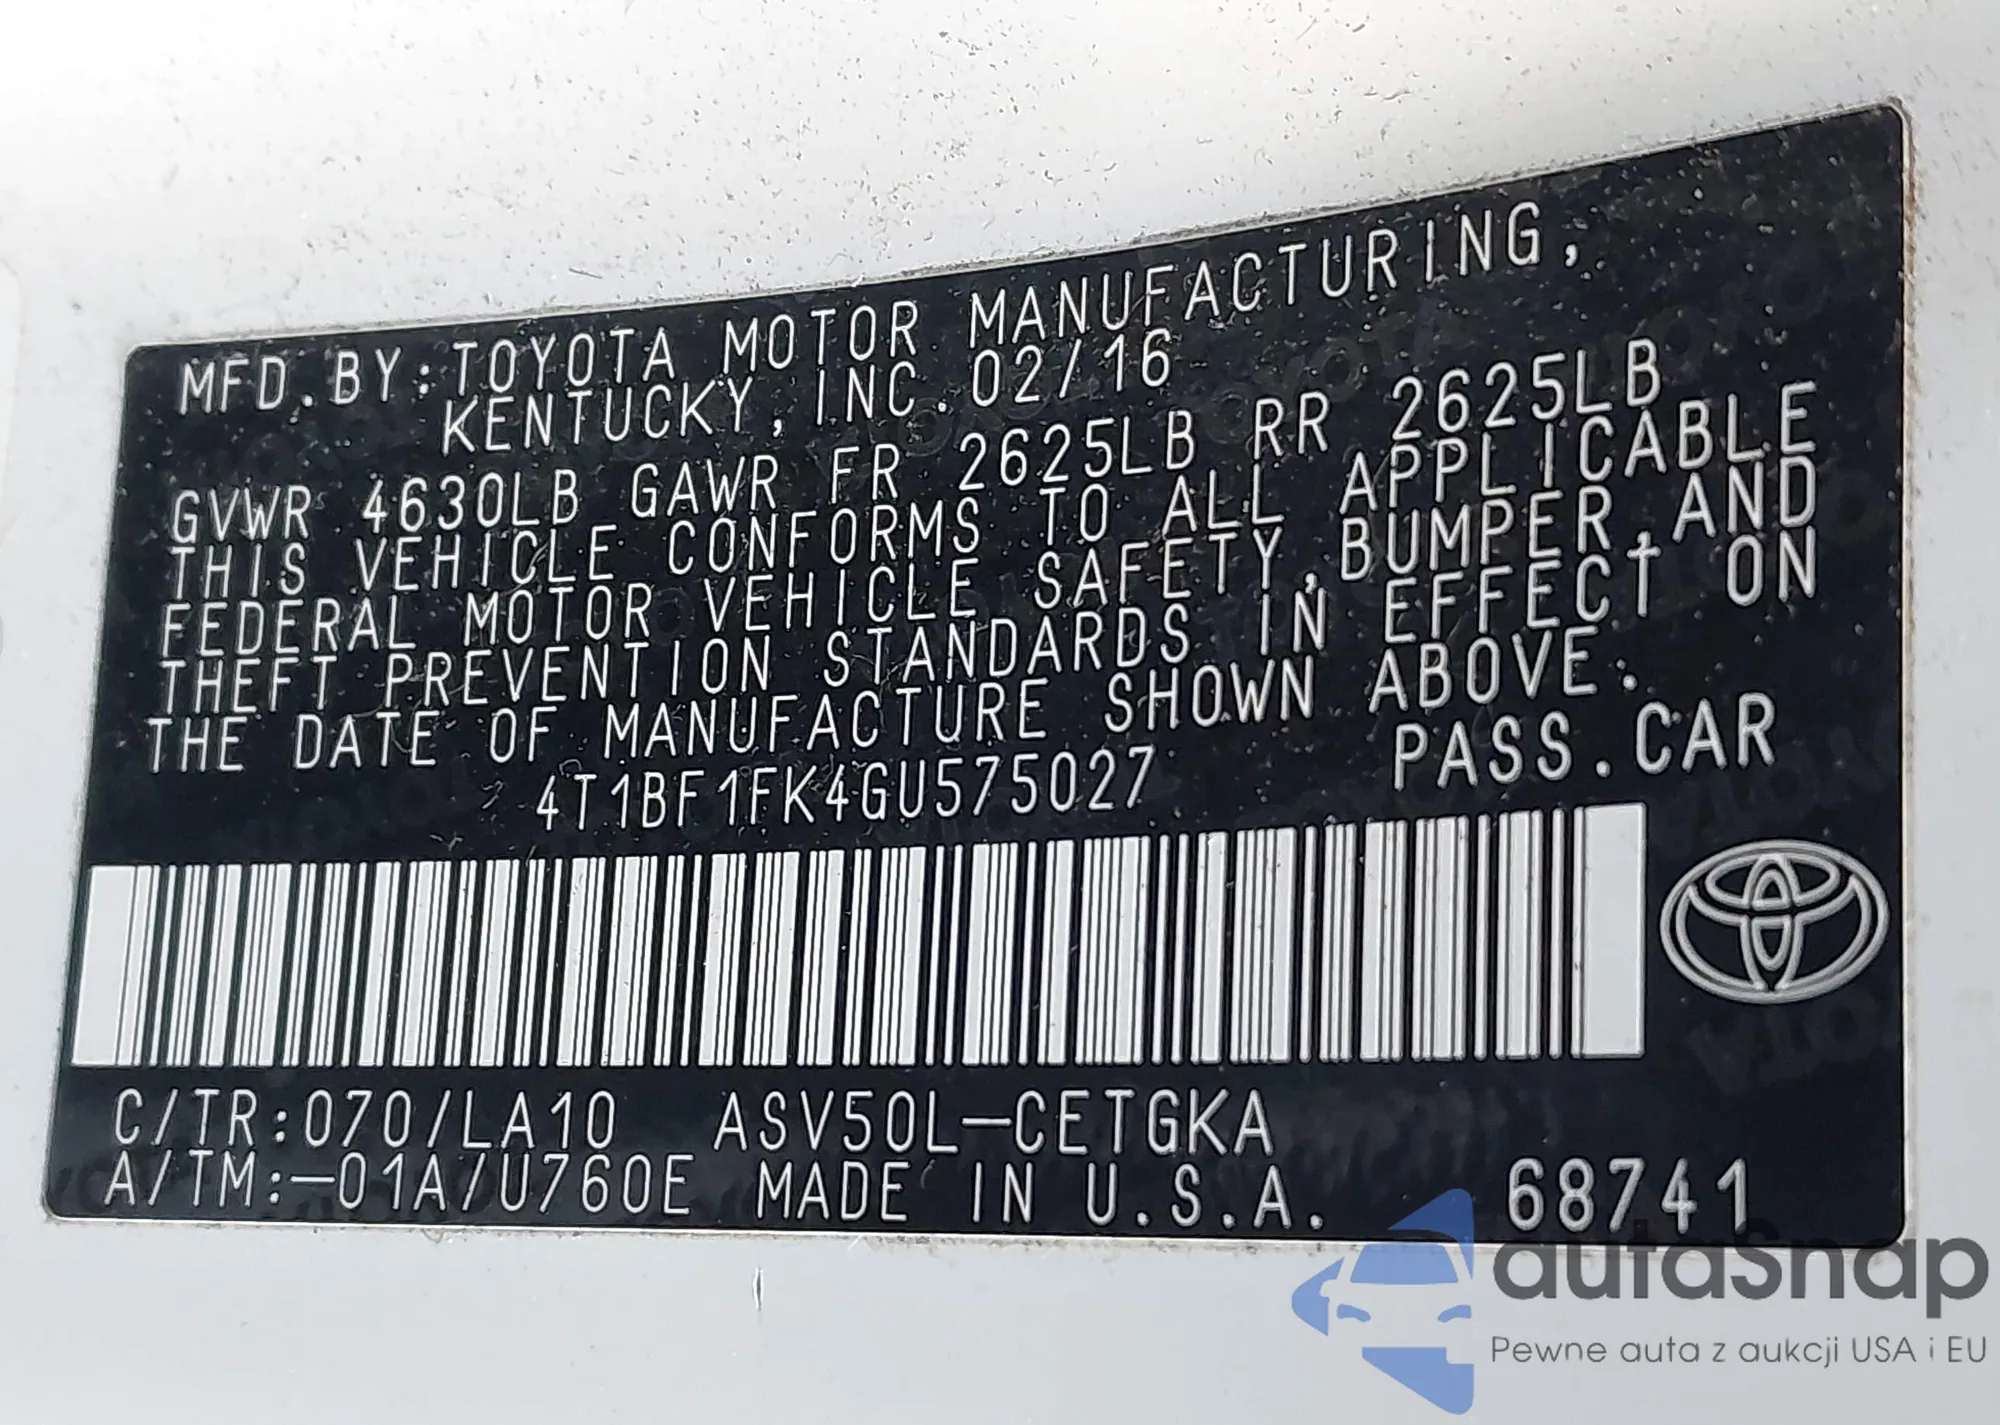 MFD.BY:TOYOTA MOTOR MANUFACTURING,
KENTUCKY, INC. 02/16
GVWR 4630LB GAWR FR 2625LB RR 2625LB
THIS VEHICLE CONFORMS TO ALL APPLICABLE
FEDERAL MOTOR VEHICLE SAFETY,BUMPER,AND
THEFT PREVENTION STANDARDS IN EFFECT ON
THE DATE OF MANUFACTURE SHOWN ABOVE.
4T1BF1FK4GU575027 PASS.CAR
C/TR:070/LA10 ASV50L-CETGKA
A/TM:-01A/U760E MADE IN U.S.A. 68741
autaSnap
Pewne auta z aukcji USA i EU